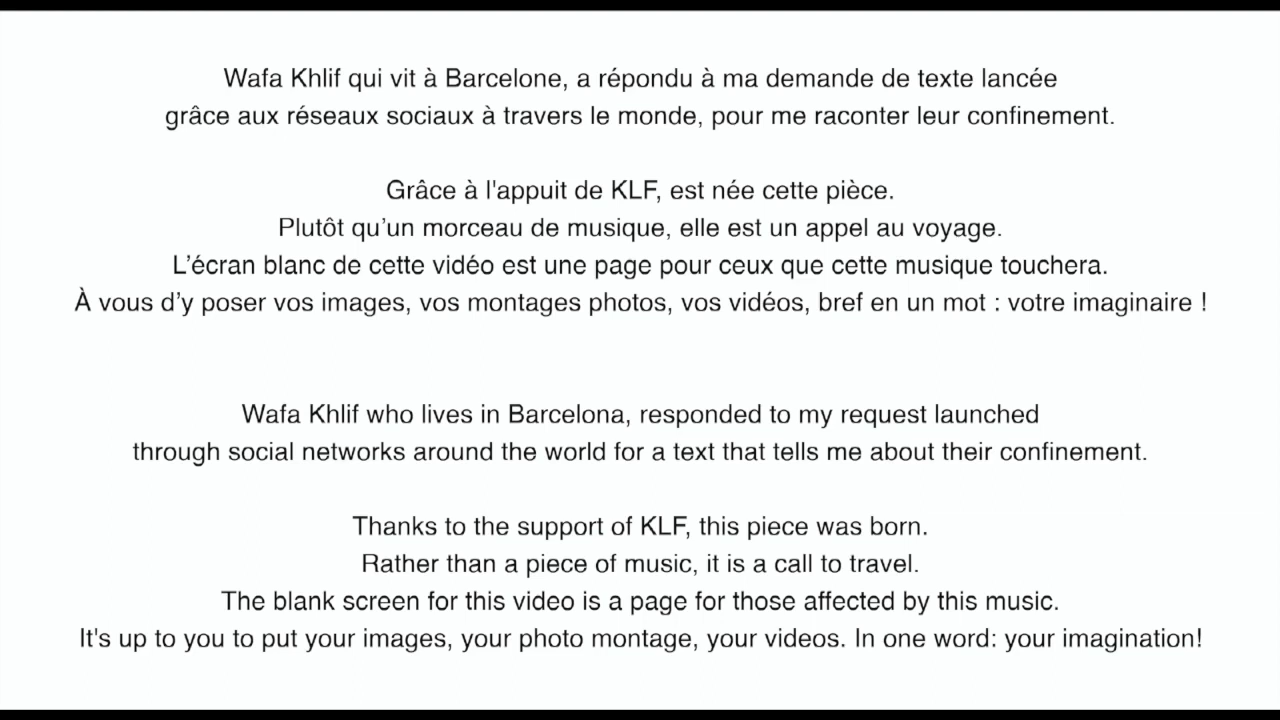 Wafa Khlif qui vit à Barcelone, a répondu à ma demande de texte lancée
grâce aux réseaux sociaux à travers le monde, pour me raconter leur confinement.
Grâce à l'appuit de KLF, est née cette pièce.
Plutôt qu’un morceau de musique, elle est un appel au voyage.
L’écran blanc de cette vidéo est une page pour ceux que cette musique touchera.
À vous d’y poser vos images, vos montages photos, vos vidéos, bref en un mot : votre imaginaire !
Wafa Khlif who lives in Barcelona, responded to my request launched
through social networks around the world for a text that tells me about their confinement.
Thanks to the support of KLF, this piece was born.
Rather than a piece of music, it is a call to travel.
The blank screen for this video is a page for those affected by this music.
It's up to you to put your images, your photo montage, your videos. In one word: your imagination!